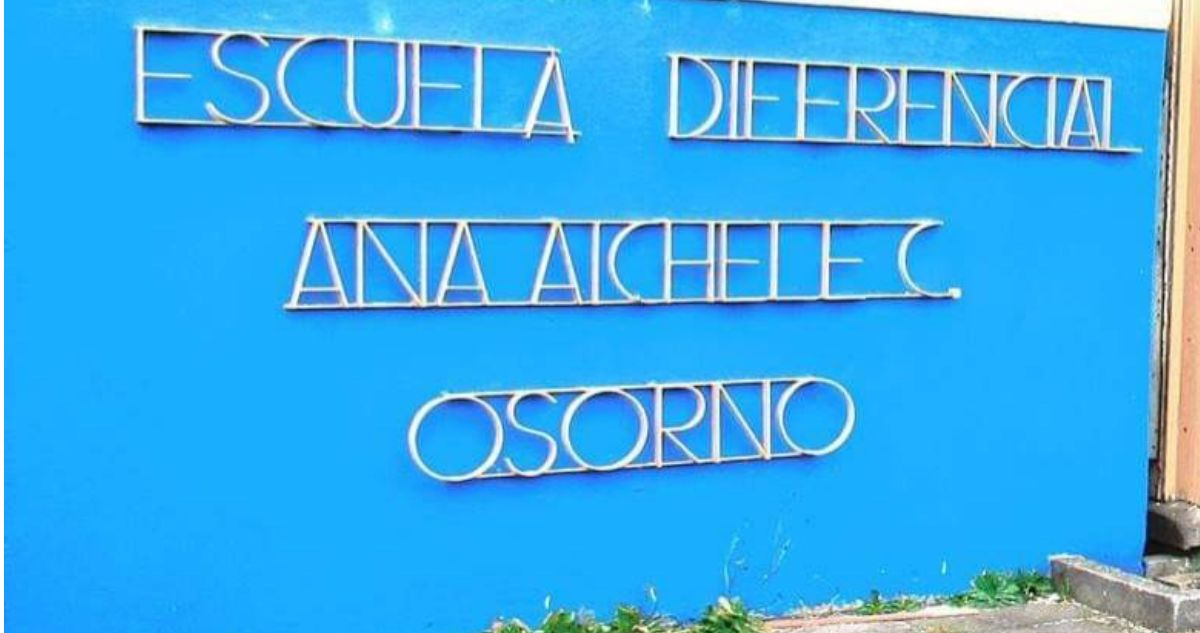 ESCUELA DIFERENCIAL
ANA AICHELE C.
OSORNO